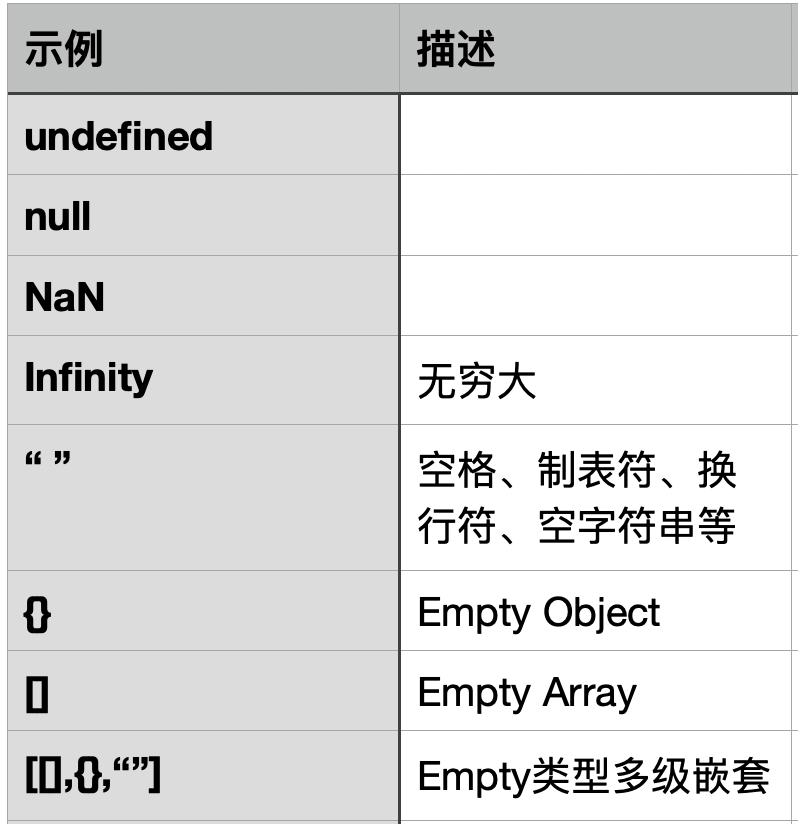 示例 描述
undefined
null
NaN
Infinity 无穷大
“ ” 空格、制表符、换
行符、空字符串等
{} Empty Object
[] Empty Array
[[],{},“”] Empty类型多级嵌套